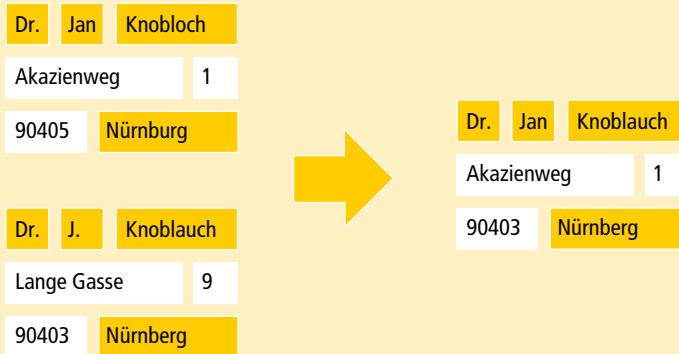 Dr. Jan Knobloch
Akazienweg 1
90405 Nürnburg
Dr. J. Knoblauch
Lange Gasse 9
90403 Nürnberg
Dr. Jan Knoblauch
Akazienweg 1
90403 Nürnberg